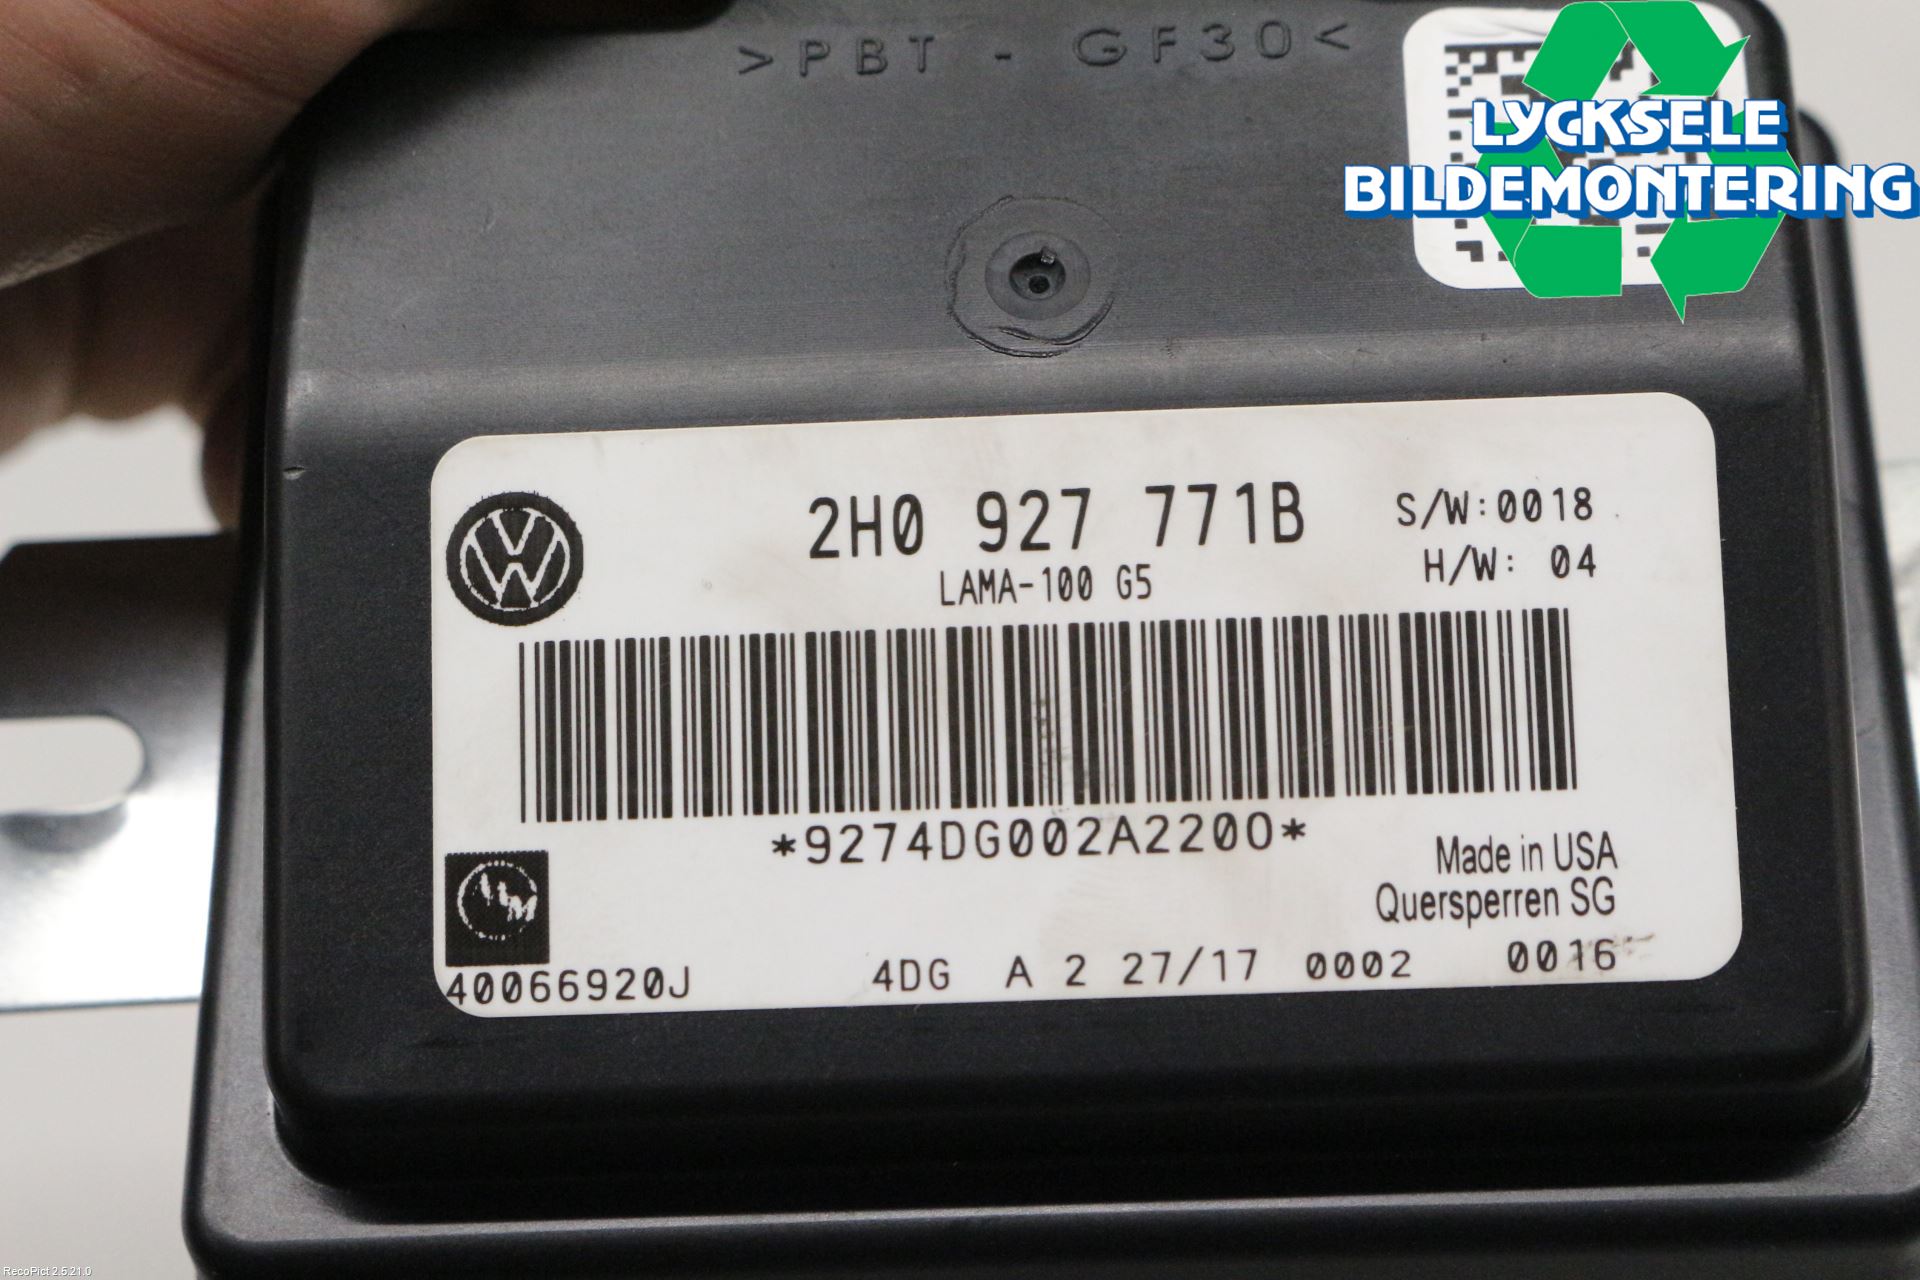 >PBT - GF30<
LYCKSELE
BILDEMONTERING
2H0 927 771B
S/W:0018
LAMA-100 G5
H/W: 04
*9274DG002A2200*
Made in USA
Quersperren SG
40066920J
4DG A 2 27/17 0002 0016
RecoPict 2.5.21.0